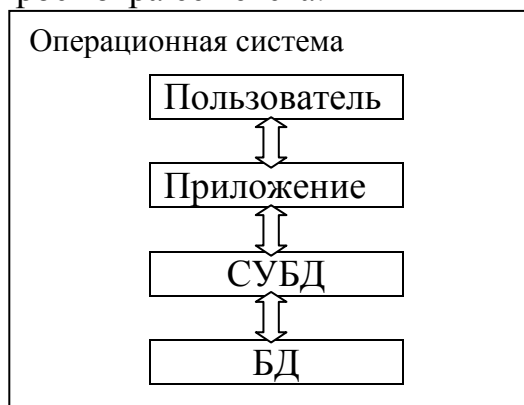 Операционная система
Пользователь
Приложение
СУБД
БД